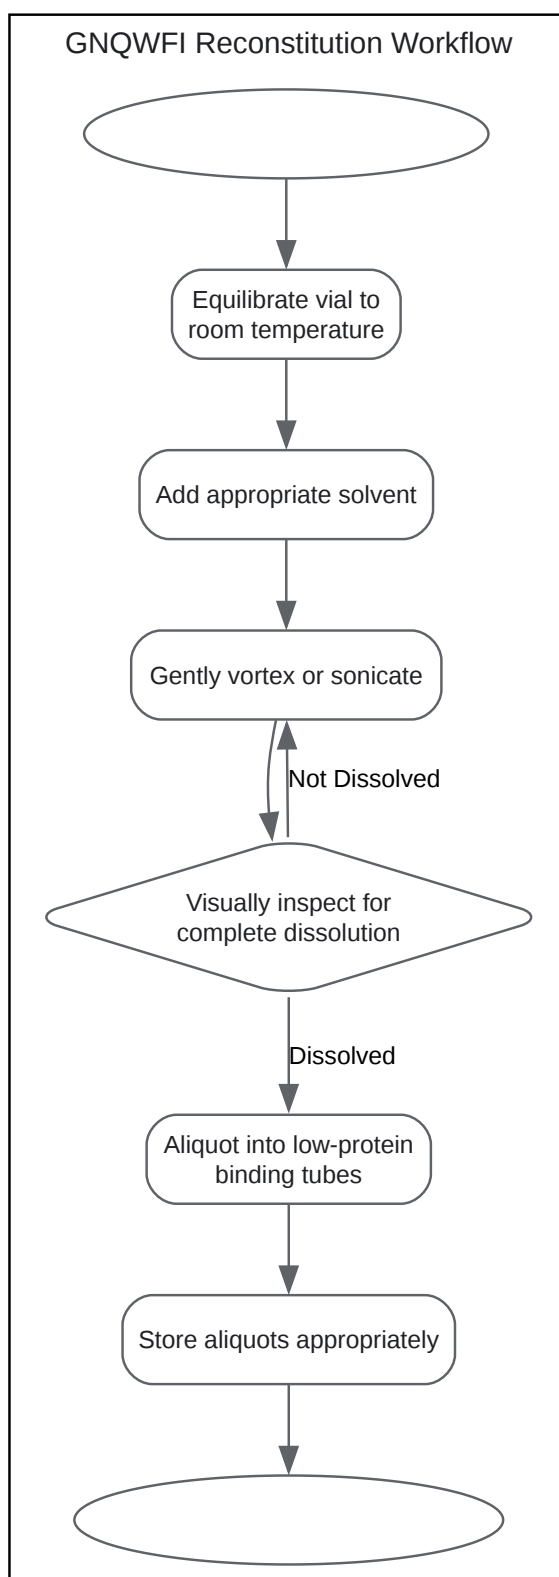 GNQWFI Reconstitution Workflow
Equilibrate vial to
room temperature
Add appropriate solvent
Gently vortex or sonicate
Not Dissolved
Visually inspect for
complete dissolution
Dissolved
Aliquot into low-protein
binding tubes
Store aliquots appropriately